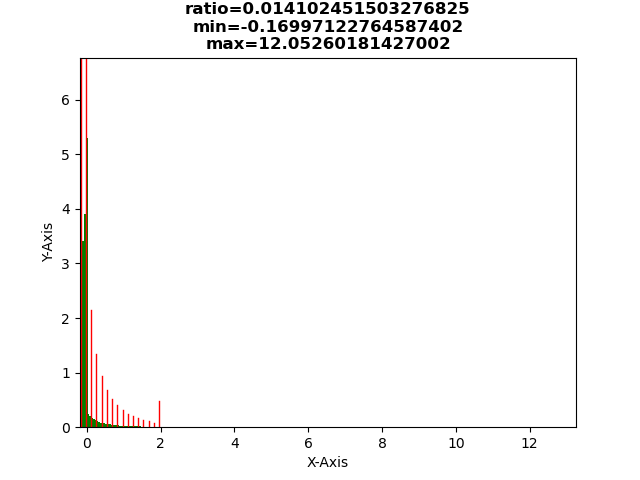 ratio=0.014102451503276825
min=-0.16997122764587402
max=12.05260181427002
6
5
4
3
2
1
0
Y-Axis
0 2 4 6 8 10 12
X-Axis